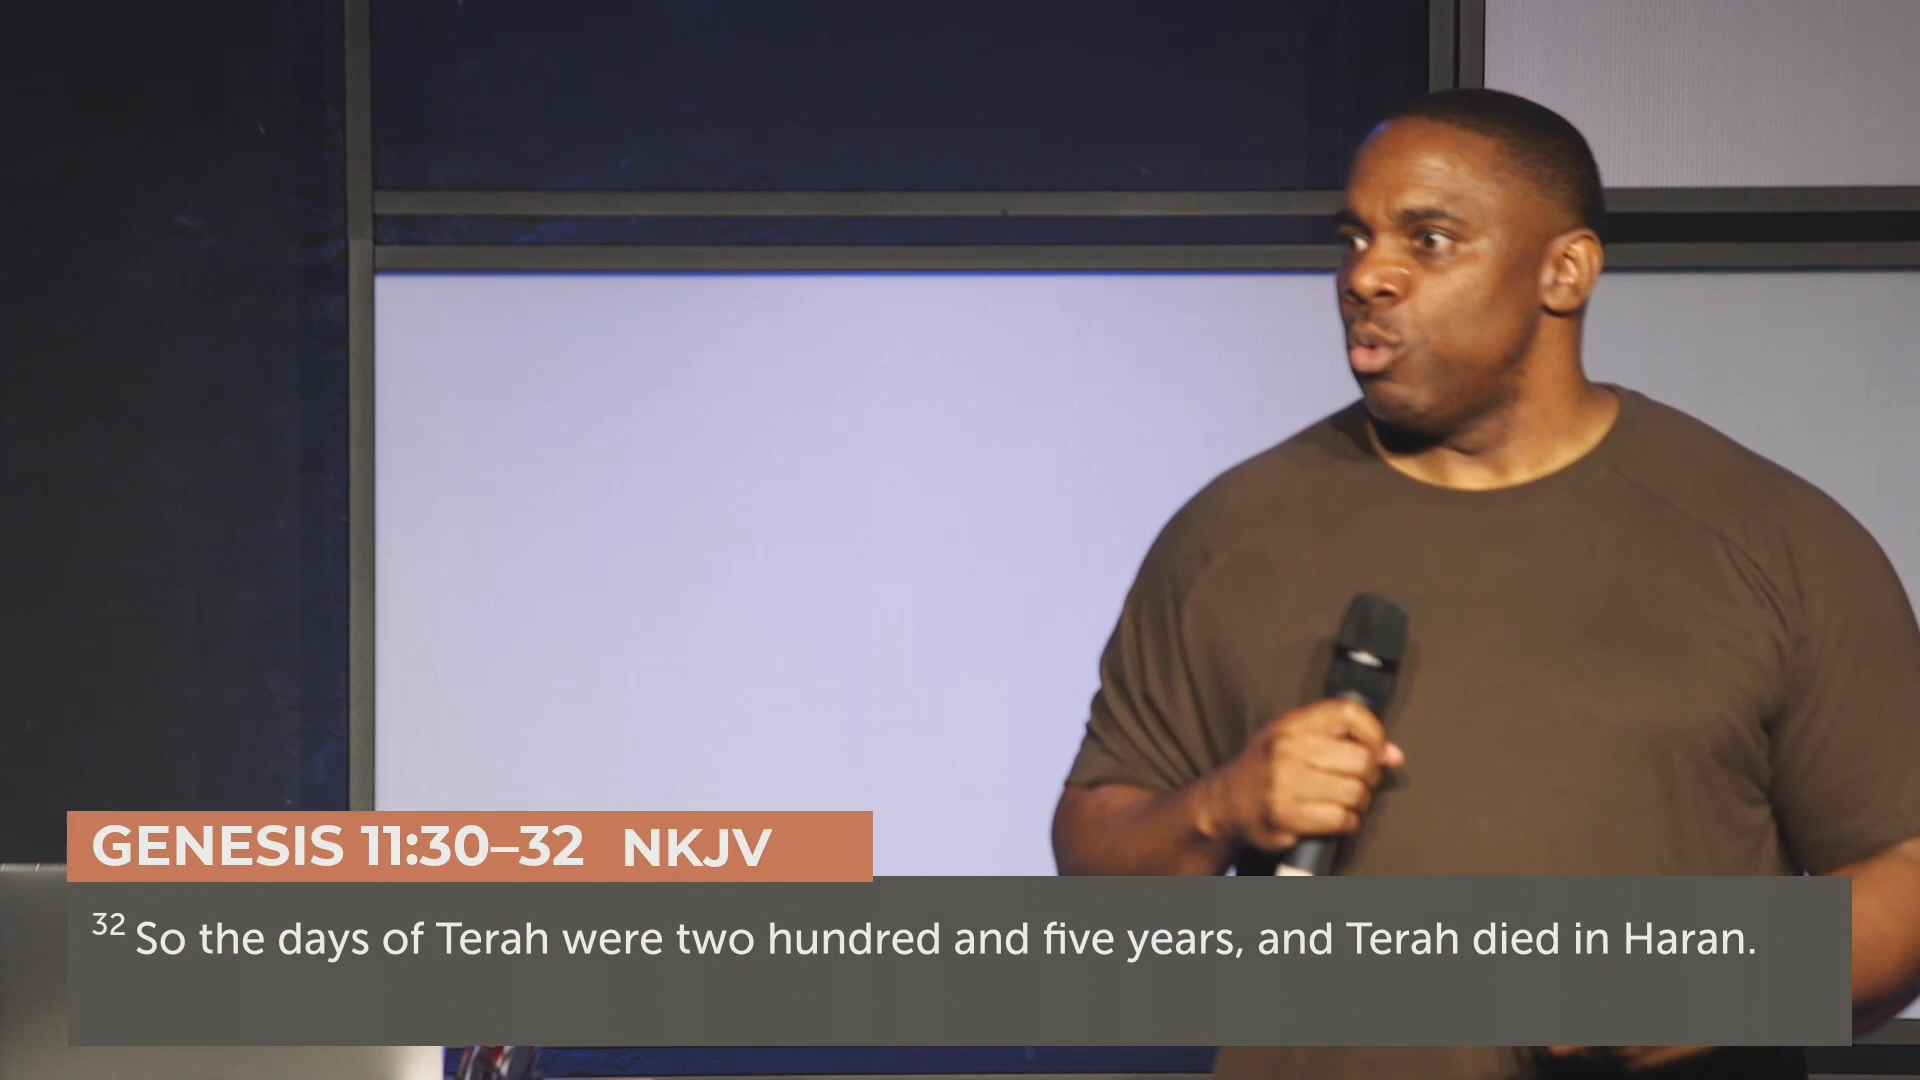 GENESIS 11:30–32 NKJV
32 So the days of Terah were two hundred and five years, and Terah died in Haran.